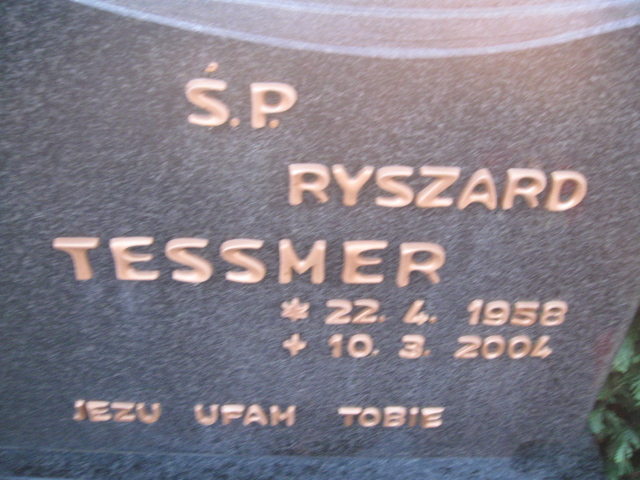 Ś.P.
RYSZARD
TESSMER
* 22. 4. 1958
+ 10. 3. 2004
JEZU UFAM TOBIE